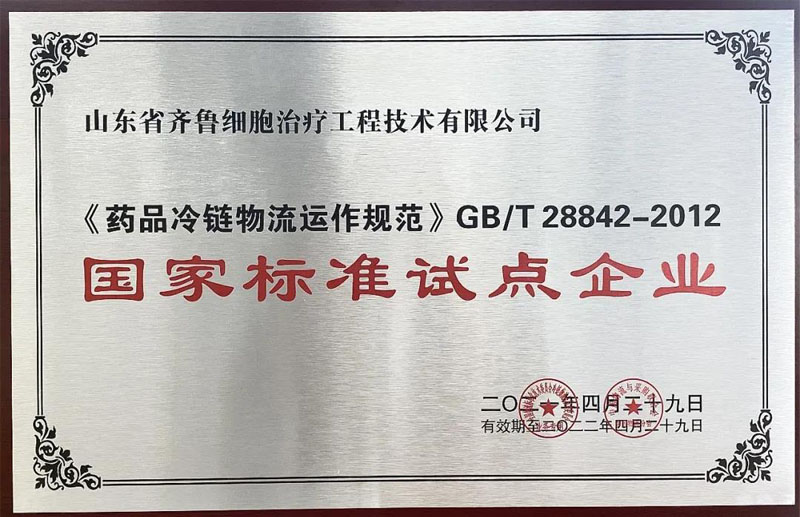 山东省齐鲁细胞治疗工程技术有限公司
《药品冷链物流运作规范》GB/T 28842-2012
国家标准试点企业
二〇二一年四月二十九日
有效期至二〇二二年四月二十九日